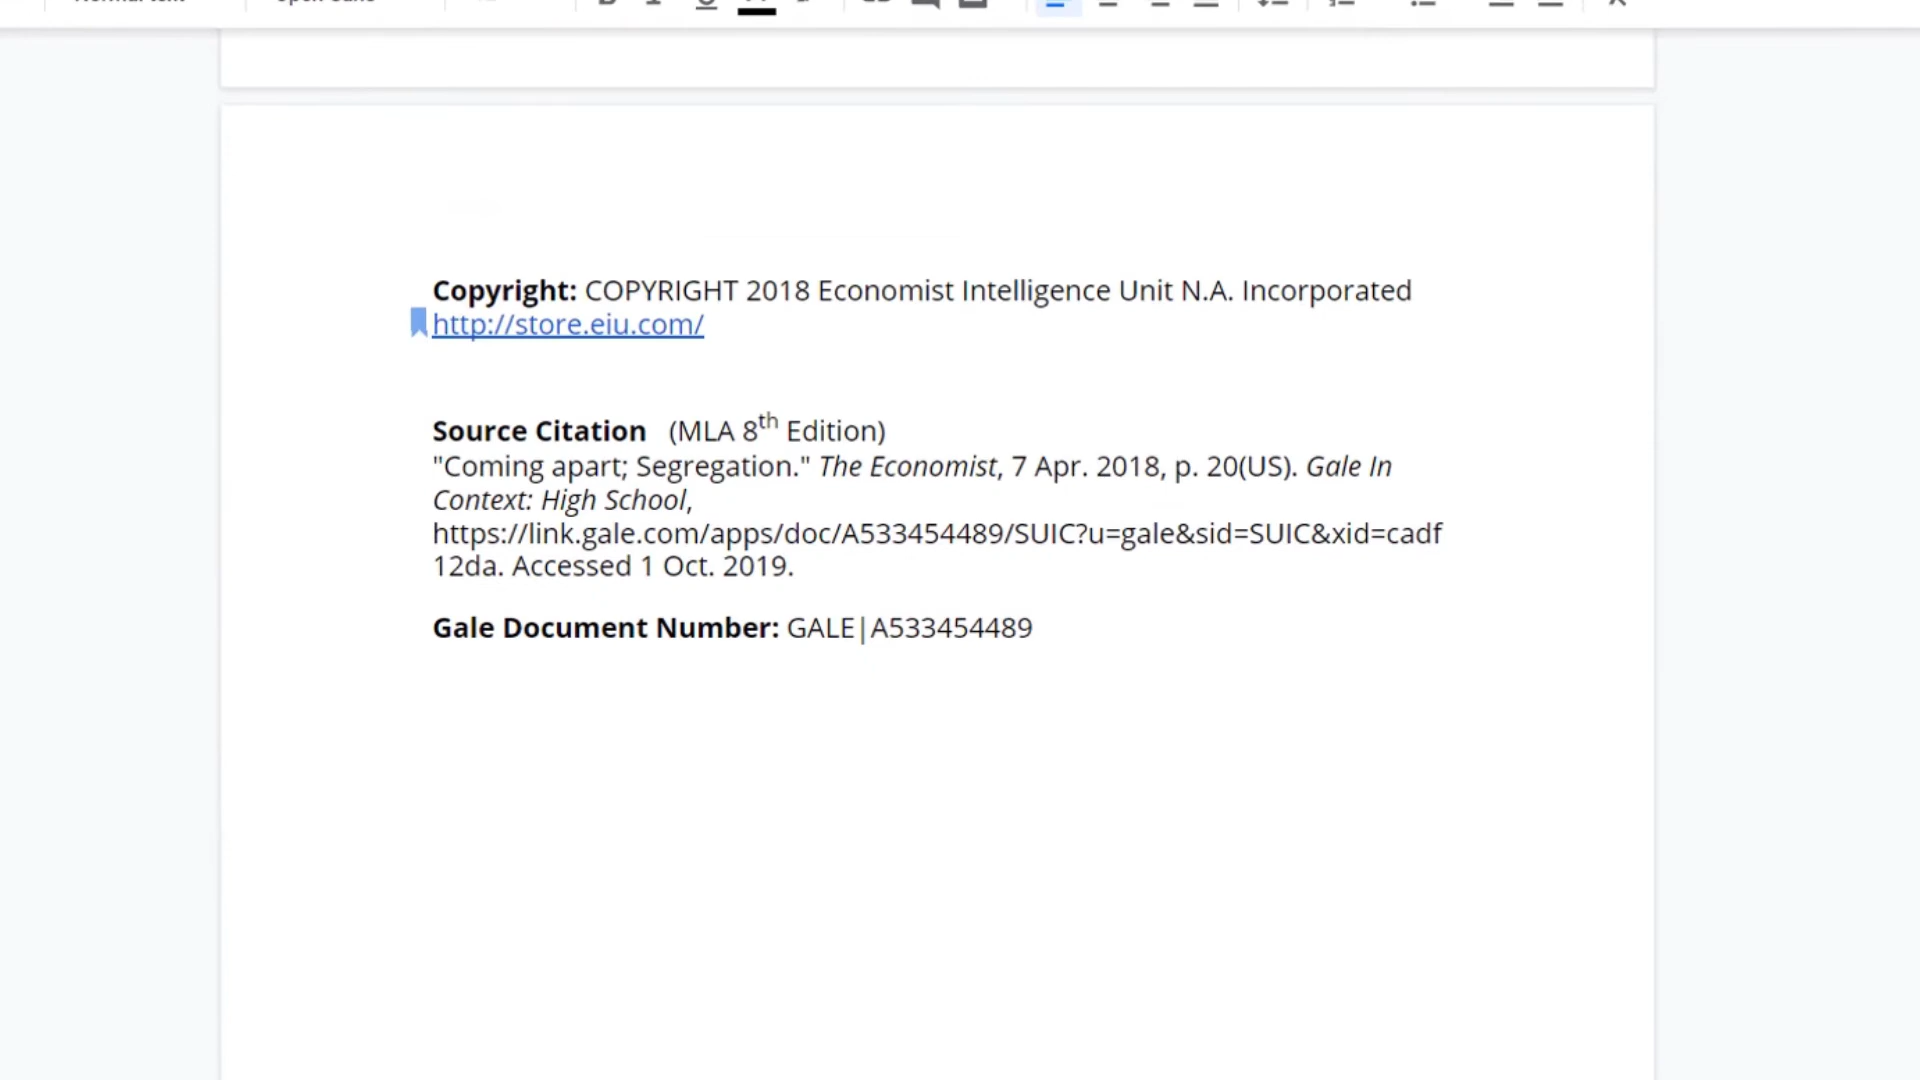 Copyright: COPYRIGHT 2018 Economist Intelligence Unit N.A. Incorporated
http://store.eiu.com/
Source Citation (MLA 8th Edition)
"Coming apart; Segregation." The Economist, 7 Apr. 2018, p. 20(US). Gale In
Context: High School,
https://link.gale.com/apps/doc/A533454489/SUIC?u=gale&sid=SUIC&xid=cadf
12da. Accessed 1 Oct. 2019.
Gale Document Number: GALE|A533454489